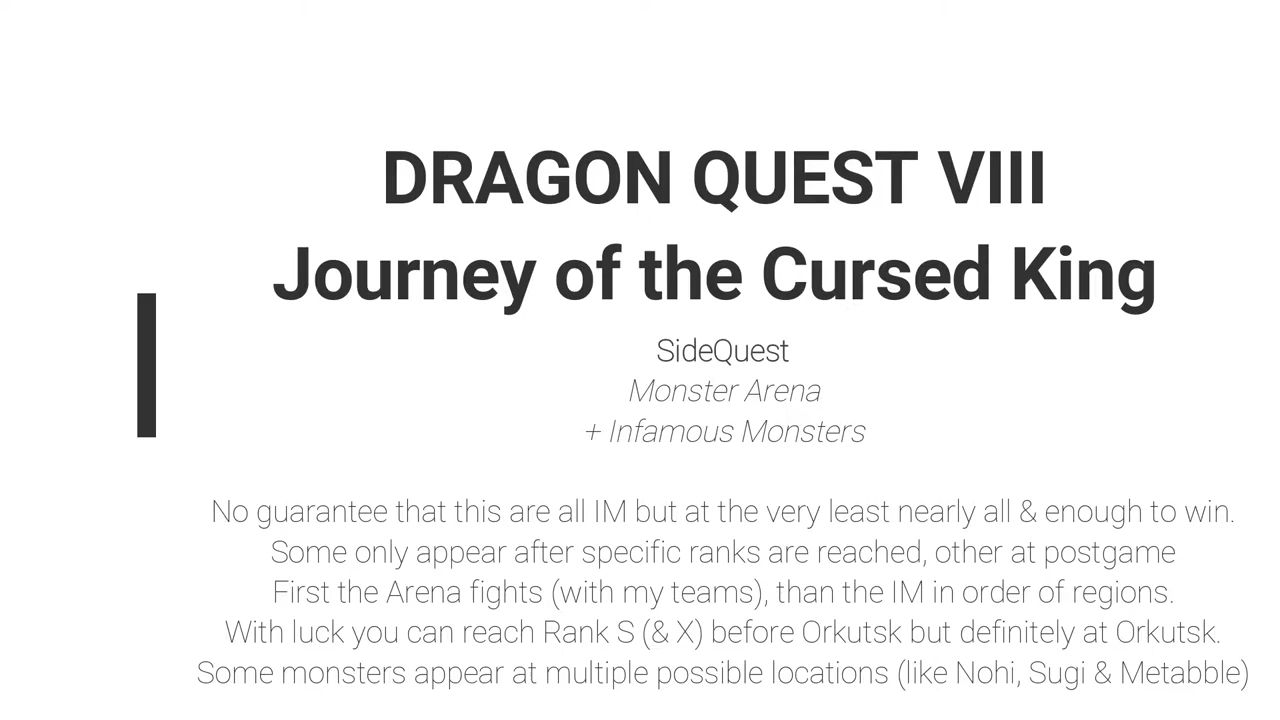 DRAGON QUEST VIII
Journey of the Cursed King
SideQuest
Monster Arena
+ Infamous Monsters
No guarantee that this are all IM but at the very least nearly all & enough to win.
Some only appear after specific ranks are reached, other at postgame
First the Arena fights (with my teams), than the IM in order of regions.
With luck you can reach Rank S (& X) before Orkutsk but definitely at Orkutsk.
Some monsters appear at multiple possible locations (like Nohi, Sugi & Metabble)